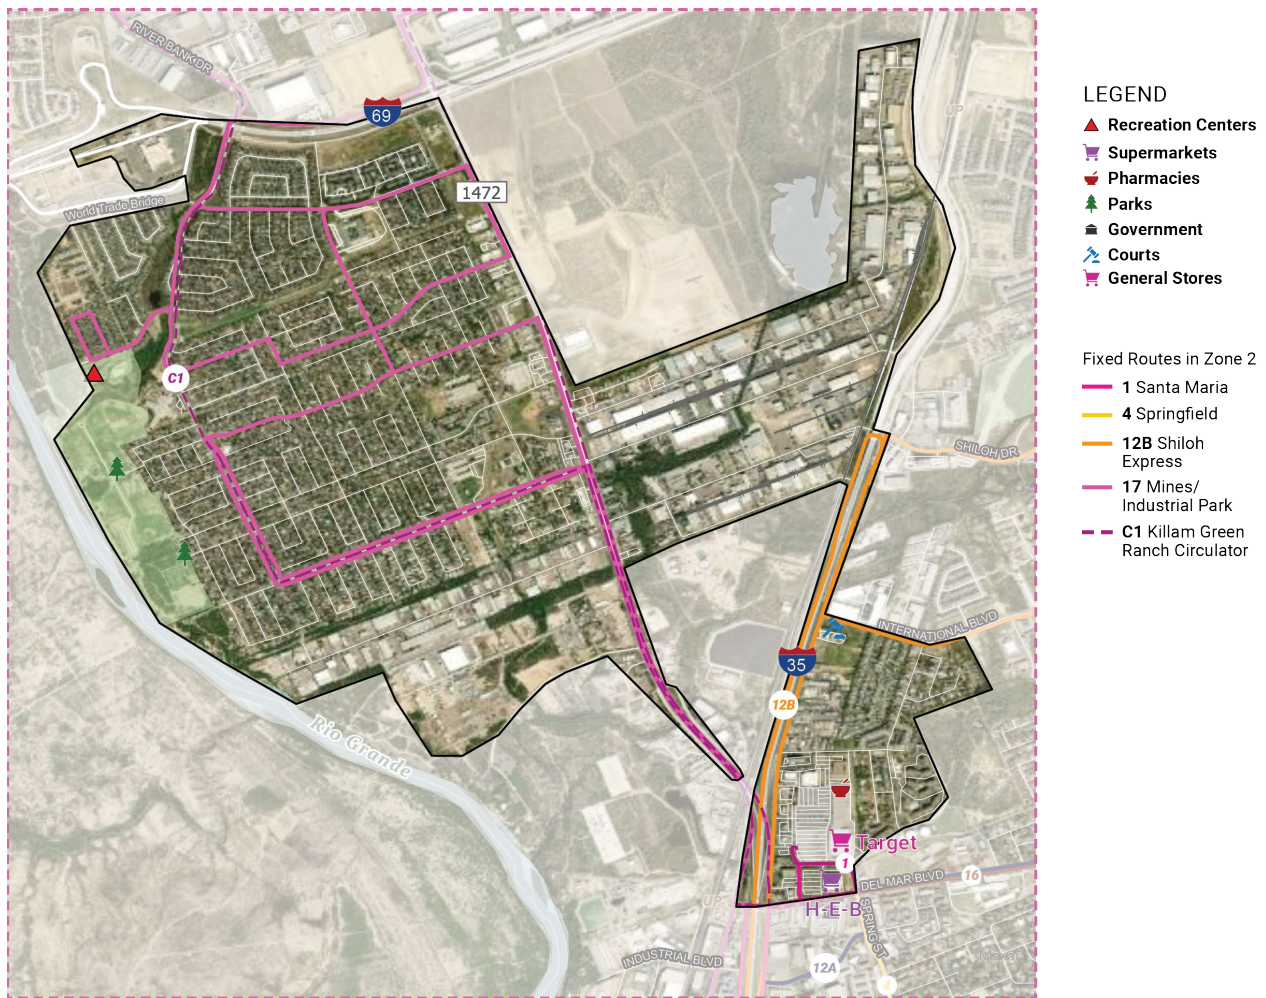 RIVER BANK DR
69
UP
1472
World Trade Bridge
C1
SHILOH DR
INTERNATIONAL BLVD
35
12B
Rio Grande
Target
1
DEL MAR BLVD
16
H-E-B
SPRING ST
INDUSTRIAL BLVD
12A
Maxar
4
LEGEND
Recreation Centers
Supermarkets
Pharmacies
Parks
Government
Courts
General Stores
Fixed Routes in Zone 2
1 Santa Maria
4 Springfield
12B Shiloh
Express
17 Mines/
Industrial Park
C1 Killam Green
Ranch Circulator